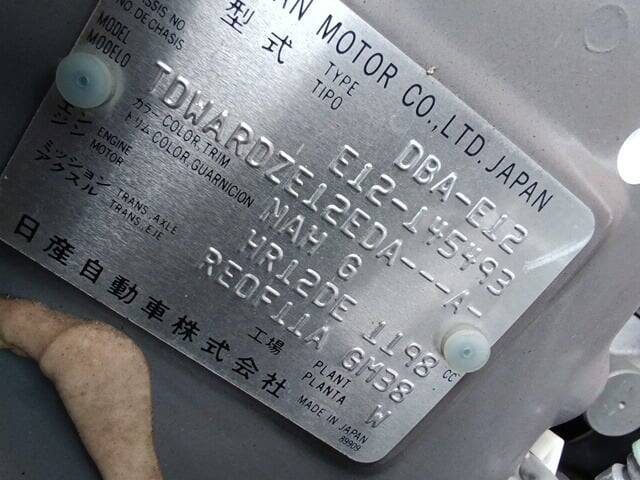 AN MOTOR CO., LTD. JAPAN
型式 TYPE TIPO DBA-E12
CHASSIS NO. NO DE CHASIS E12-145493
MODEL MODELO TDWARDZE12EDA---A-
カラー COLOR, TRIM トリム COLOR, GUARNICION NAH G
エンジン ENGINE MOTOR HR12DE 1198 CC
ミッション アクスル TRANS. AXLE TRANS. EJE RE0F11A GM38
工場 PLANT PLANTA W
日産自動車株式会社 MADE IN JAPAN
89909